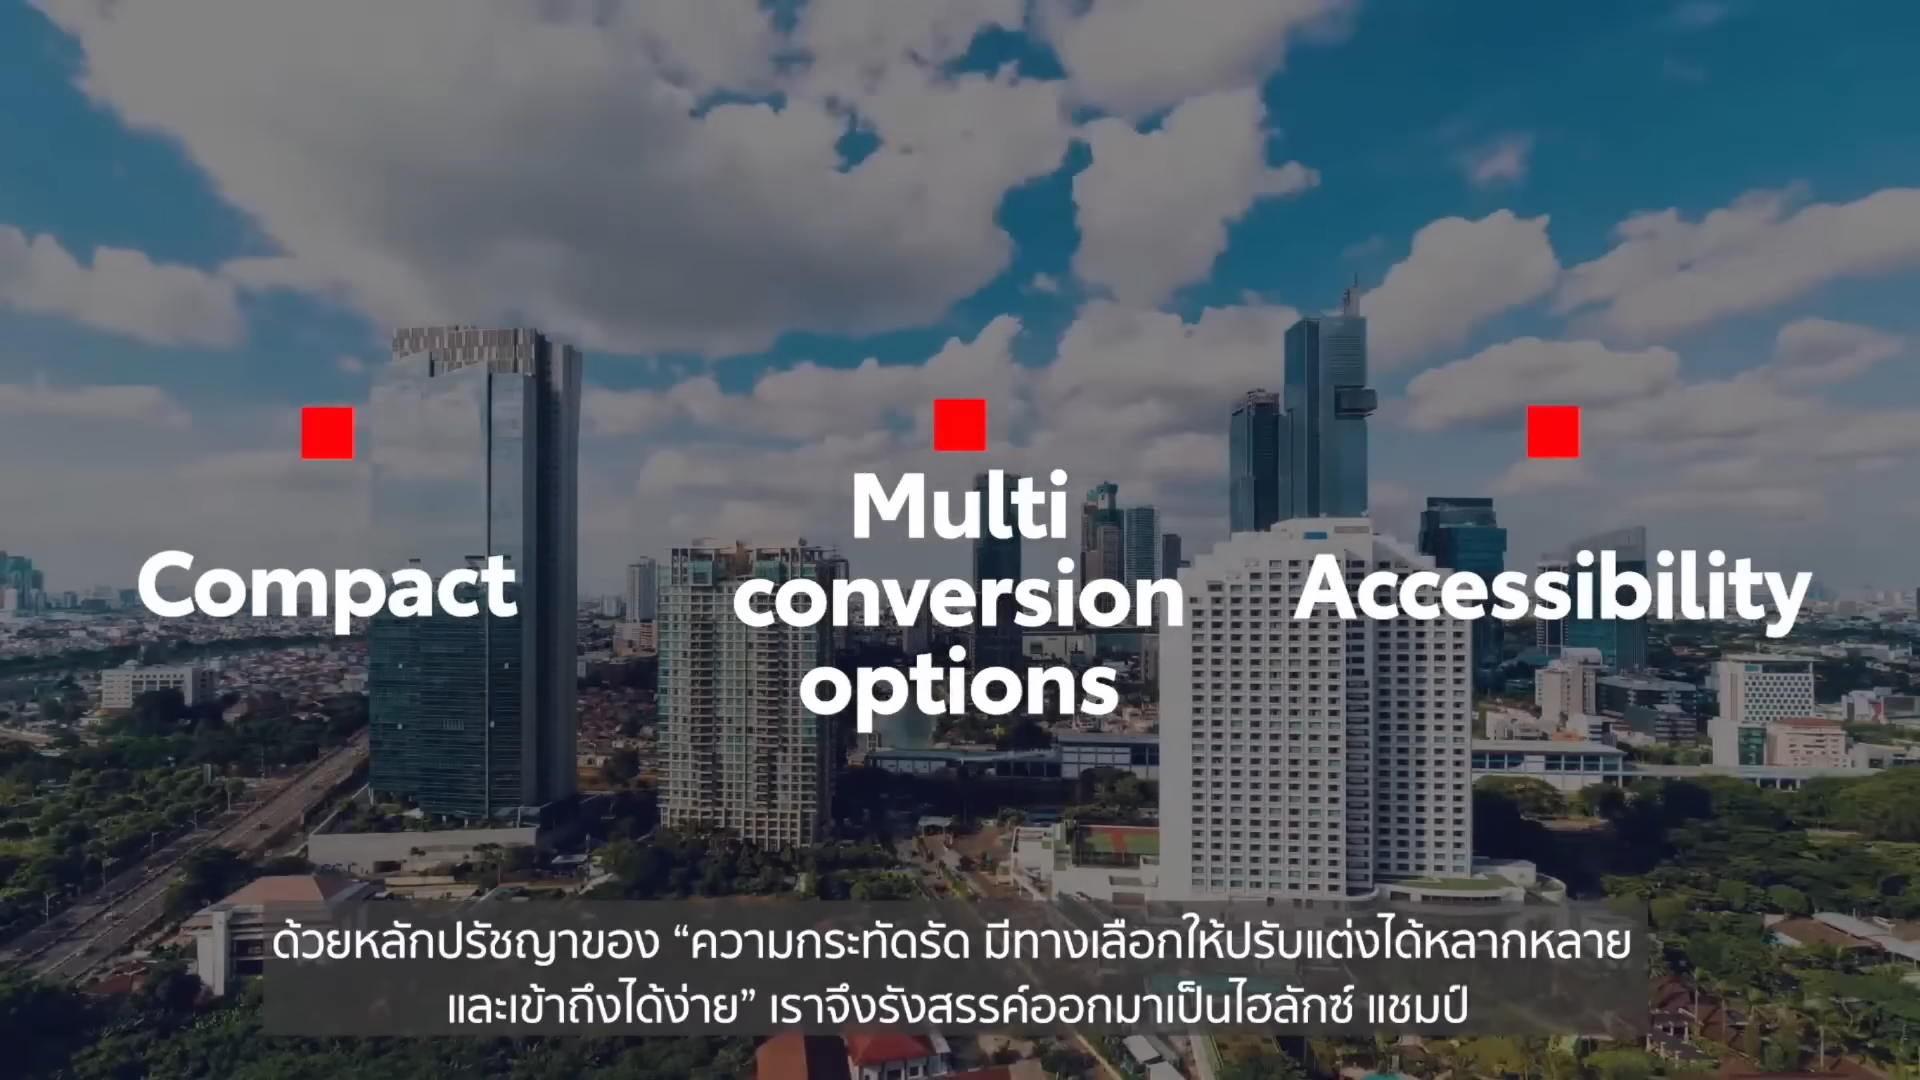 Compact
Multi
conversion
options
Accessibility
ด้วยหลักปรัชญาของ “ความกระทัดรัด มีทางเลือกให้ปรับแต่งได้หลากหลาย
และเข้าถึงได้ง่าย” เราจึงรังสรรค์ออกมาเป็นไฮลักซ์ แชมป์